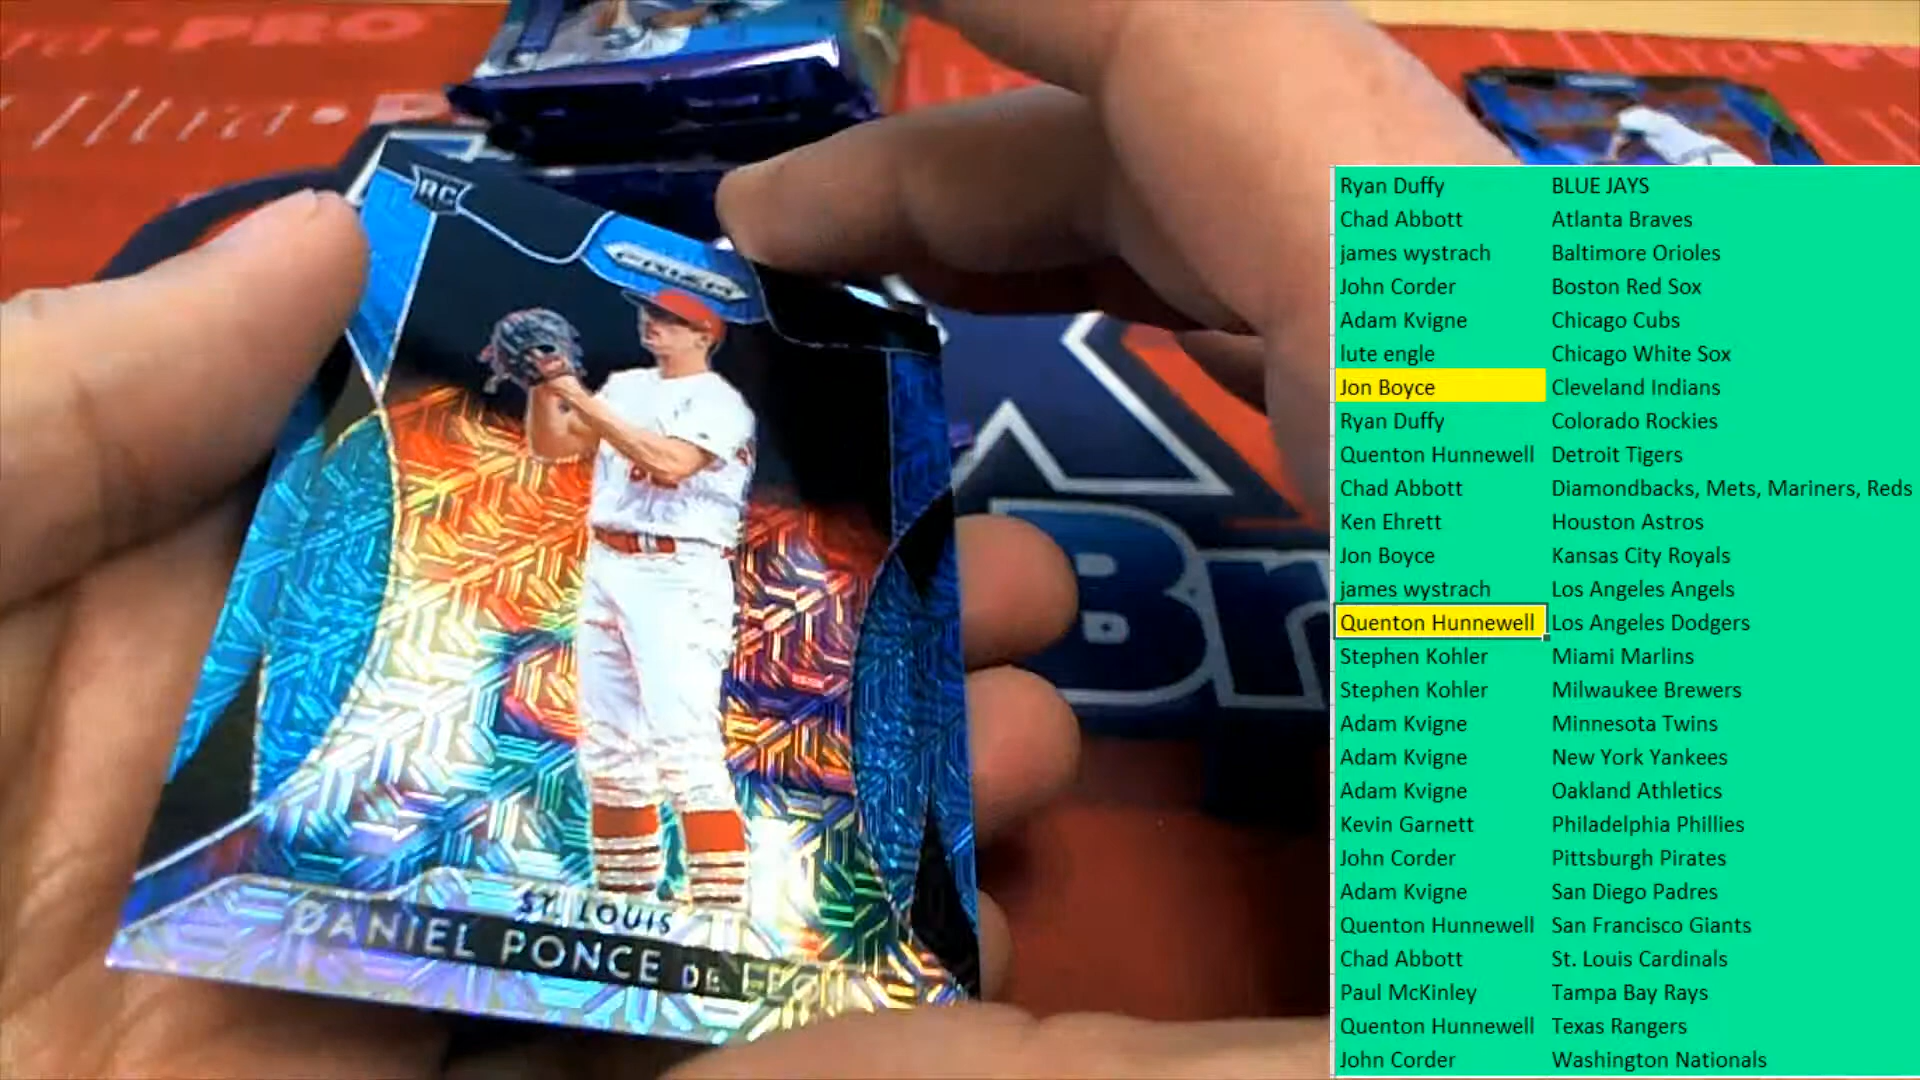 PRO
Ultra•P
RC
PRIZM
ST. LOUIS
DANIEL PONCE DE LEON
Br
Ryan Duffy BLUE JAYS
Chad Abbott Atlanta Braves
james wystrach Baltimore Orioles
John Corder Boston Red Sox
Adam Kvigne Chicago Cubs
lute engle Chicago White Sox
Jon Boyce Cleveland Indians
Ryan Duffy Colorado Rockies
Quenton Hunnewell Detroit Tigers
Chad Abbott Diamondbacks, Mets, Mariners, Reds
Ken Ehrett Houston Astros
Jon Boyce Kansas City Royals
james wystrach Los Angeles Angels
Quenton Hunnewell Los Angeles Dodgers
Stephen Kohler Miami Marlins
Stephen Kohler Milwaukee Brewers
Adam Kvigne Minnesota Twins
Adam Kvigne New York Yankees
Adam Kvigne Oakland Athletics
Kevin Garnett Philadelphia Phillies
John Corder Pittsburgh Pirates
Adam Kvigne San Diego Padres
Quenton Hunnewell San Francisco Giants
Chad Abbott St. Louis Cardinals
Paul McKinley Tampa Bay Rays
Quenton Hunnewell Texas Rangers
John Corder Washington Nationals